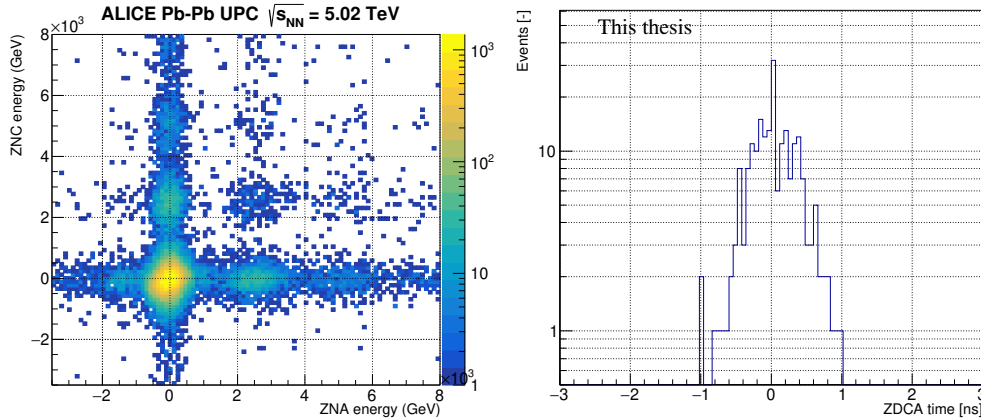 ALICE Pb-Pb UPC √sNN = 5.02 TeV
×10³
ZNC energy (GeV)
8
6
4
2
0
−2
−2 0 2 4 6 8
×10³
ZNA energy (GeV)
10³
10²
10
1
This thesis
Events [-]
10
1
−3 −2 −1 0 1 2 3
ZDCA time [ns]